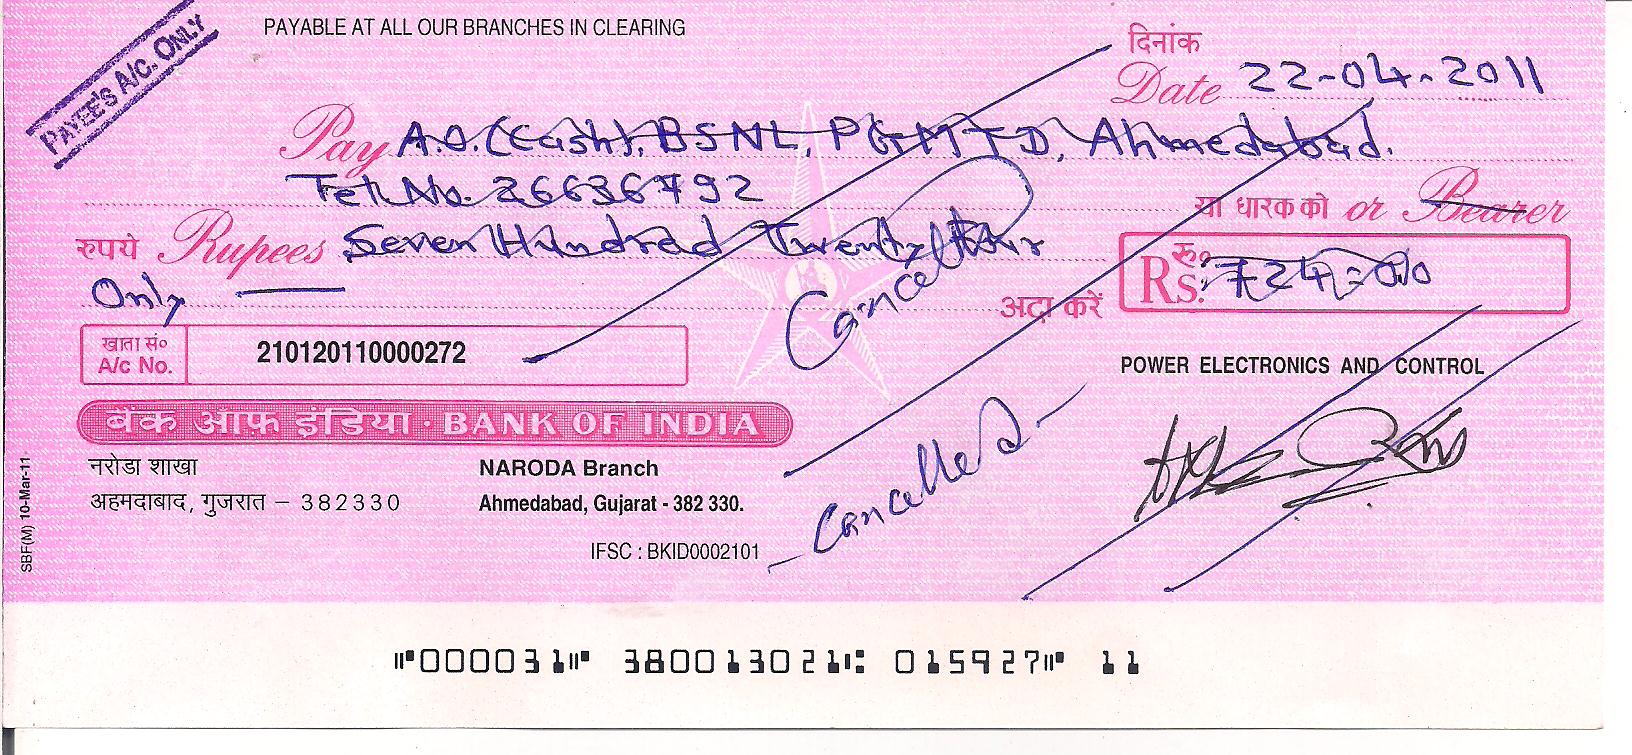 PAYEE'S A/C. ONLY
PAYABLE AT ALL OUR BRANCHES IN CLEARING
दिनांक
Date 22-04-2011
Pay A.O. (Cash), BSNL, PGMTD, Ahmedabad.
Tel. No. 26636792
या धारक को or Bearer
रुपये Rupees Seven Hundred Twenty four
Only
अदा करें
रु० Rs. 724=00
Cancelled
खाता सं० A/c No. 210120110000272
POWER ELECTRONICS AND CONTROL
बैंक ऑफ़ इंडिया · BANK OF INDIA
नरोडा शाखा NARODA Branch
अहमदाबाद, गुजरात – 382330 Ahmedabad, Gujarat - 382 330.
IFSC : BKID0002101
- Cancelled -
SBF(M) 10-Mar-11
⑈000031⑈ 380013021⑆ 015927⑈ 11